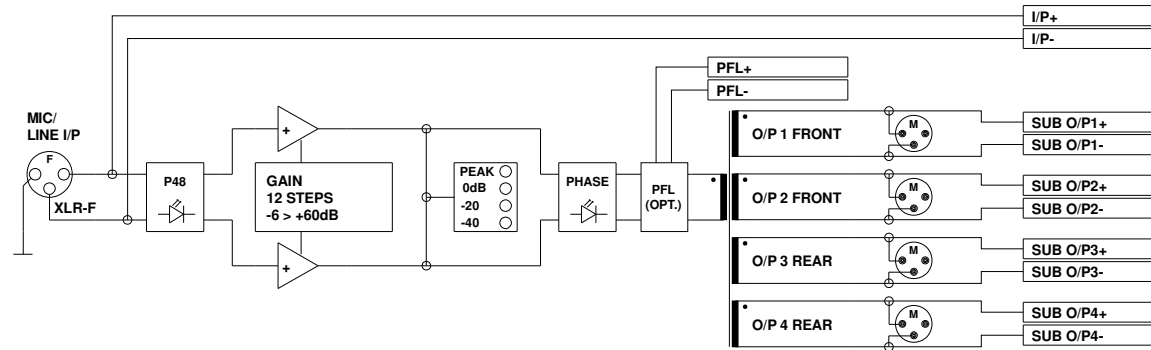 I/P+
I/P-
PFL+
PFL-
MIC/
LINE I/P
F
XLR-F
P48
+
GAIN
12 STEPS
-6 > +60dB
+
PEAK
0dB
-20
-40
PHASE
PFL
(OPT.)
O/P 1 FRONT
M
SUB O/P1+
SUB O/P1-
O/P 2 FRONT
M
SUB O/P2+
SUB O/P2-
O/P 3 REAR
M
SUB O/P3+
SUB O/P3-
O/P 4 REAR
M
SUB O/P4+
SUB O/P4-